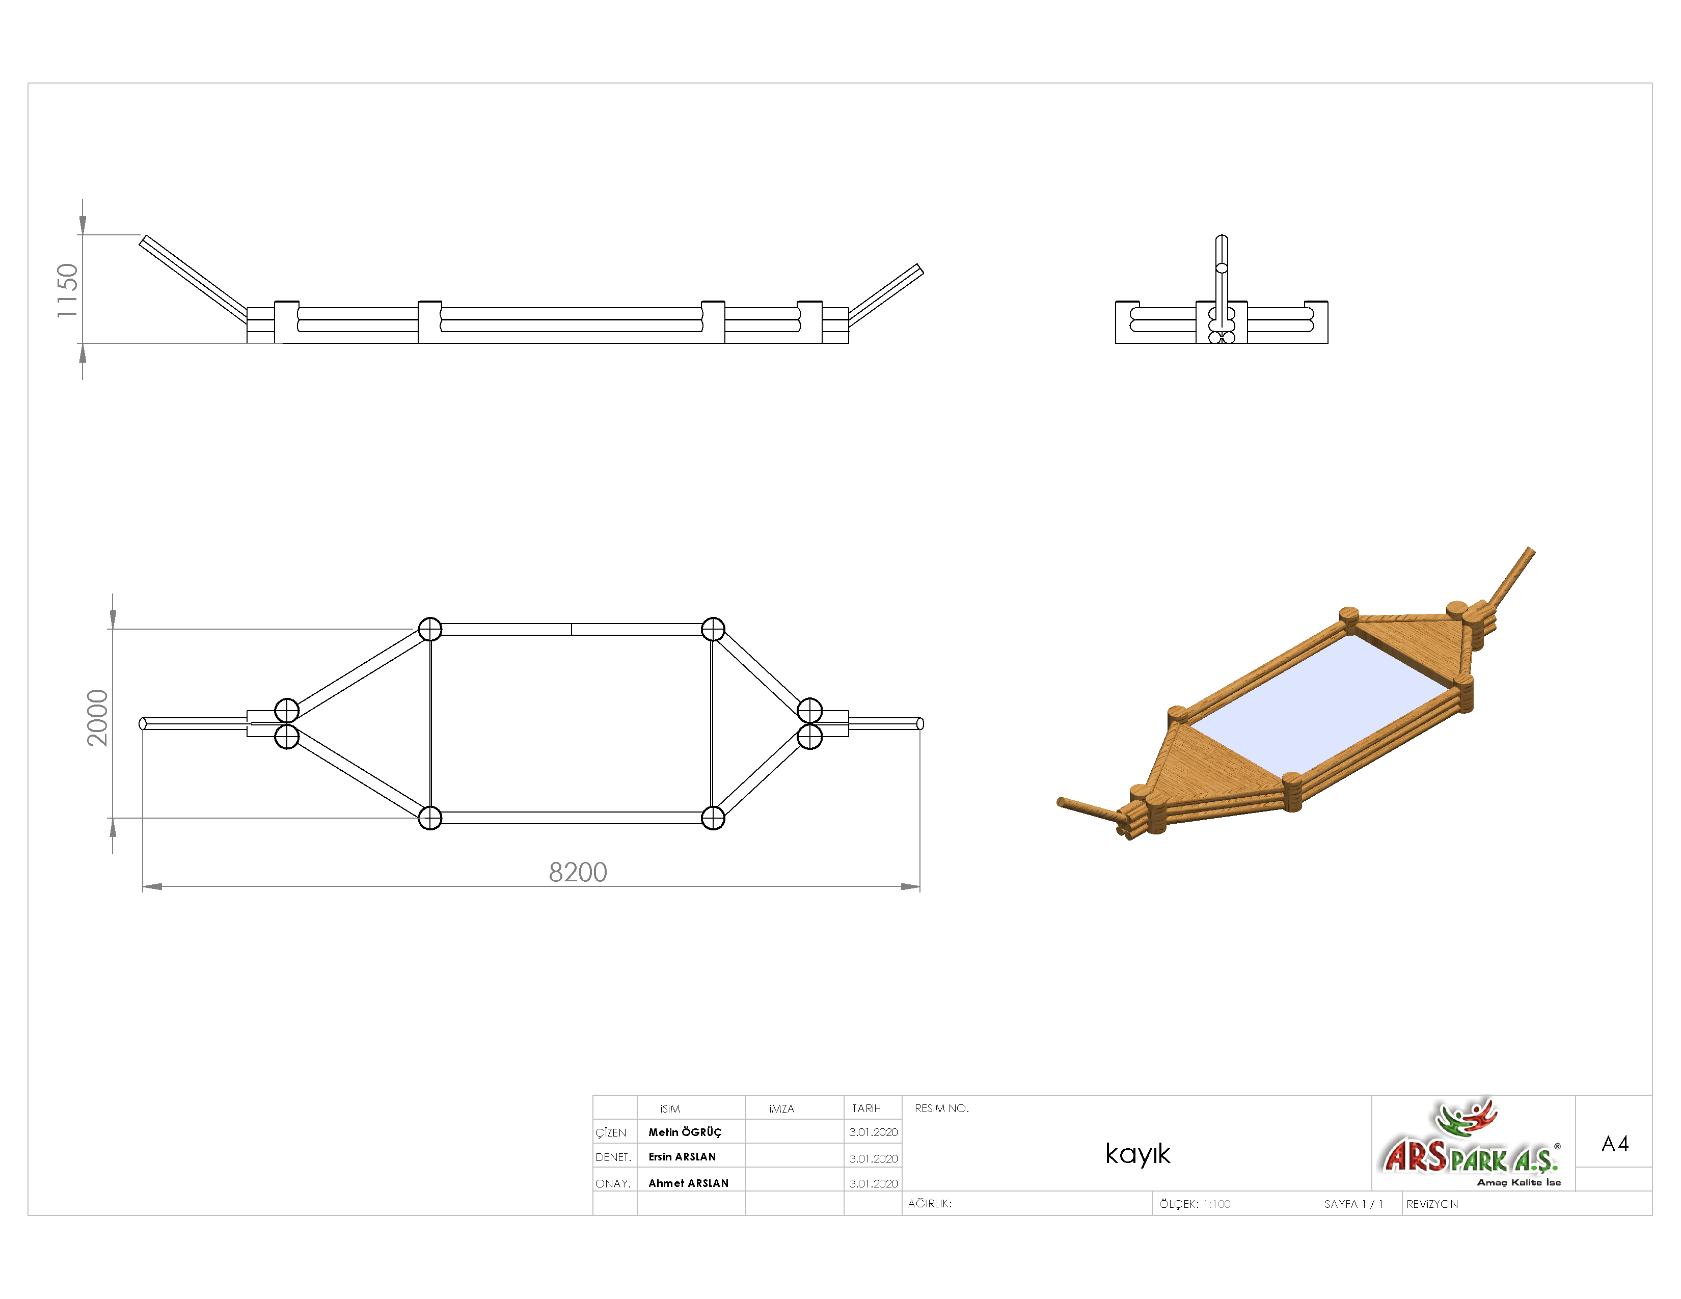 1150
2000
8200
İSİM İMZA TARİH RESİM NO.
ÇİZEN Metin ÖGRÜÇ 3.01.2020
DENET. Ersin ARSLAN 3.01.2020
ONAY. Ahmet ARSLAN 3.01.2020
kayık
ARSPARK A.Ş.®
Amaç Kalite İse
A4
AĞIRLIK: ÖLÇEK: 1:100 SAYFA 1 / 1 REVİZYON